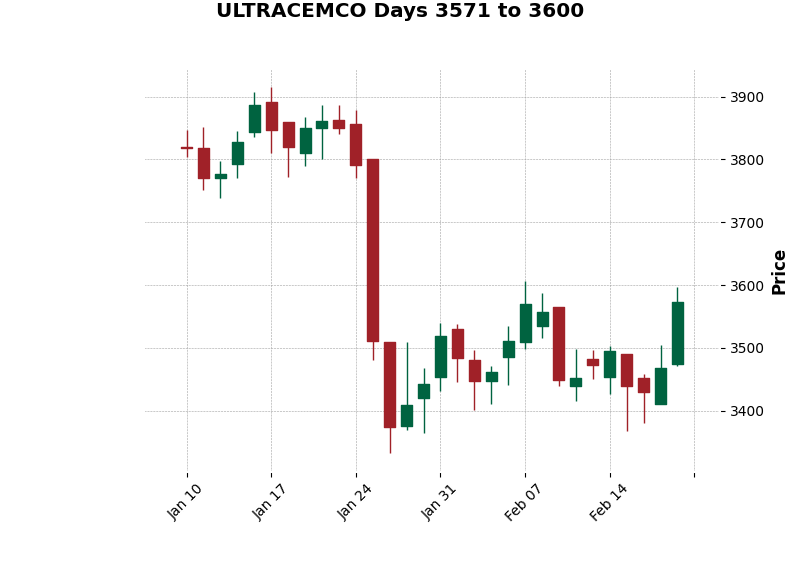 ULTRACEMCO Days 3571 to 3600
3900
3800
3700
3600
3500
3400
Price
Jan 10
Jan 17
Jan 24
Jan 31
Feb 07
Feb 14